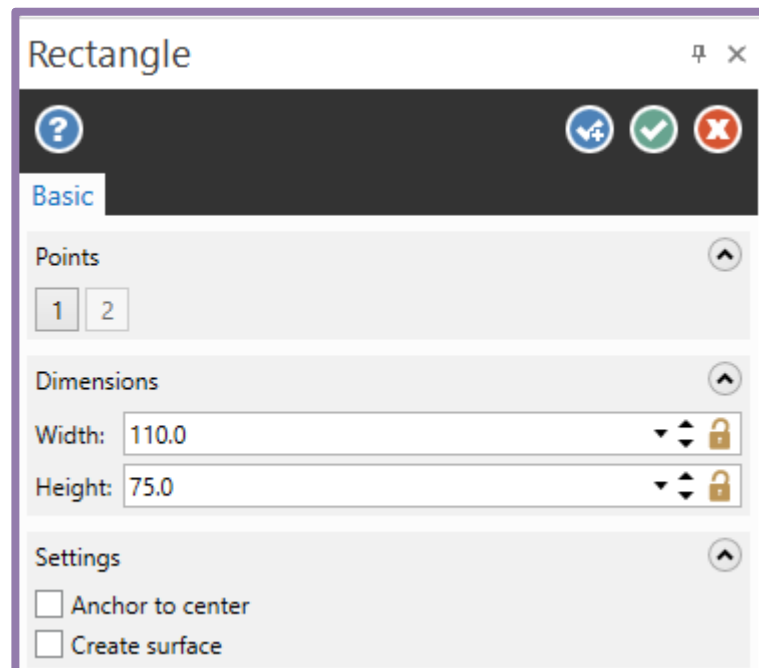 Rectangle
?
Basic
Points
1 2
Dimensions
Width: 110.0
Height: 75.0
Settings
Anchor to center
Create surface